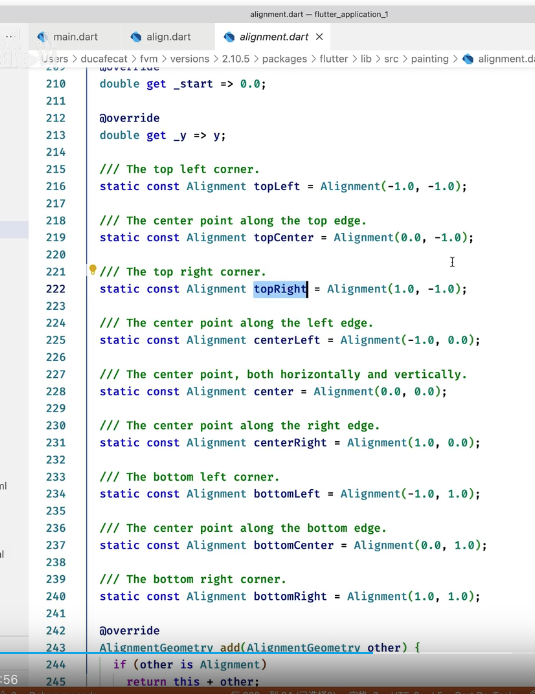 alignment.dart — flutter_application_1
main.dart
align.dart
alignment.dart
Users > ducafecat > fvm > versions > 2.10.5 > packages > flutter > lib > src > painting > alignment.da
209 @override
210 double get _start => 0.0;
211
212 @override
213 double get _y => y;
214
215 /// The top left corner.
216 static const Alignment topLeft = Alignment(-1.0, -1.0);
217
218 /// The center point along the top edge.
219 static const Alignment topCenter = Alignment(0.0, -1.0);
220
221 /// The top right corner.
222 static const Alignment topRight = Alignment(1.0, -1.0);
223
224 /// The center point along the left edge.
225 static const Alignment centerLeft = Alignment(-1.0, 0.0);
226
227 /// The center point, both horizontally and vertically.
228 static const Alignment center = Alignment(0.0, 0.0);
229
230 /// The center point along the right edge.
231 static const Alignment centerRight = Alignment(1.0, 0.0);
232
233 /// The bottom left corner.
234 static const Alignment bottomLeft = Alignment(-1.0, 1.0);
235
236 /// The center point along the bottom edge.
237 static const Alignment bottomCenter = Alignment(0.0, 1.0);
238
239 /// The bottom right corner.
240 static const Alignment bottomRight = Alignment(1.0, 1.0);
241
242 @override
243 AlignmentGeometry add(AlignmentGeometry other) {
244 if (other is Alignment)
245 return this + other;
ml
:56